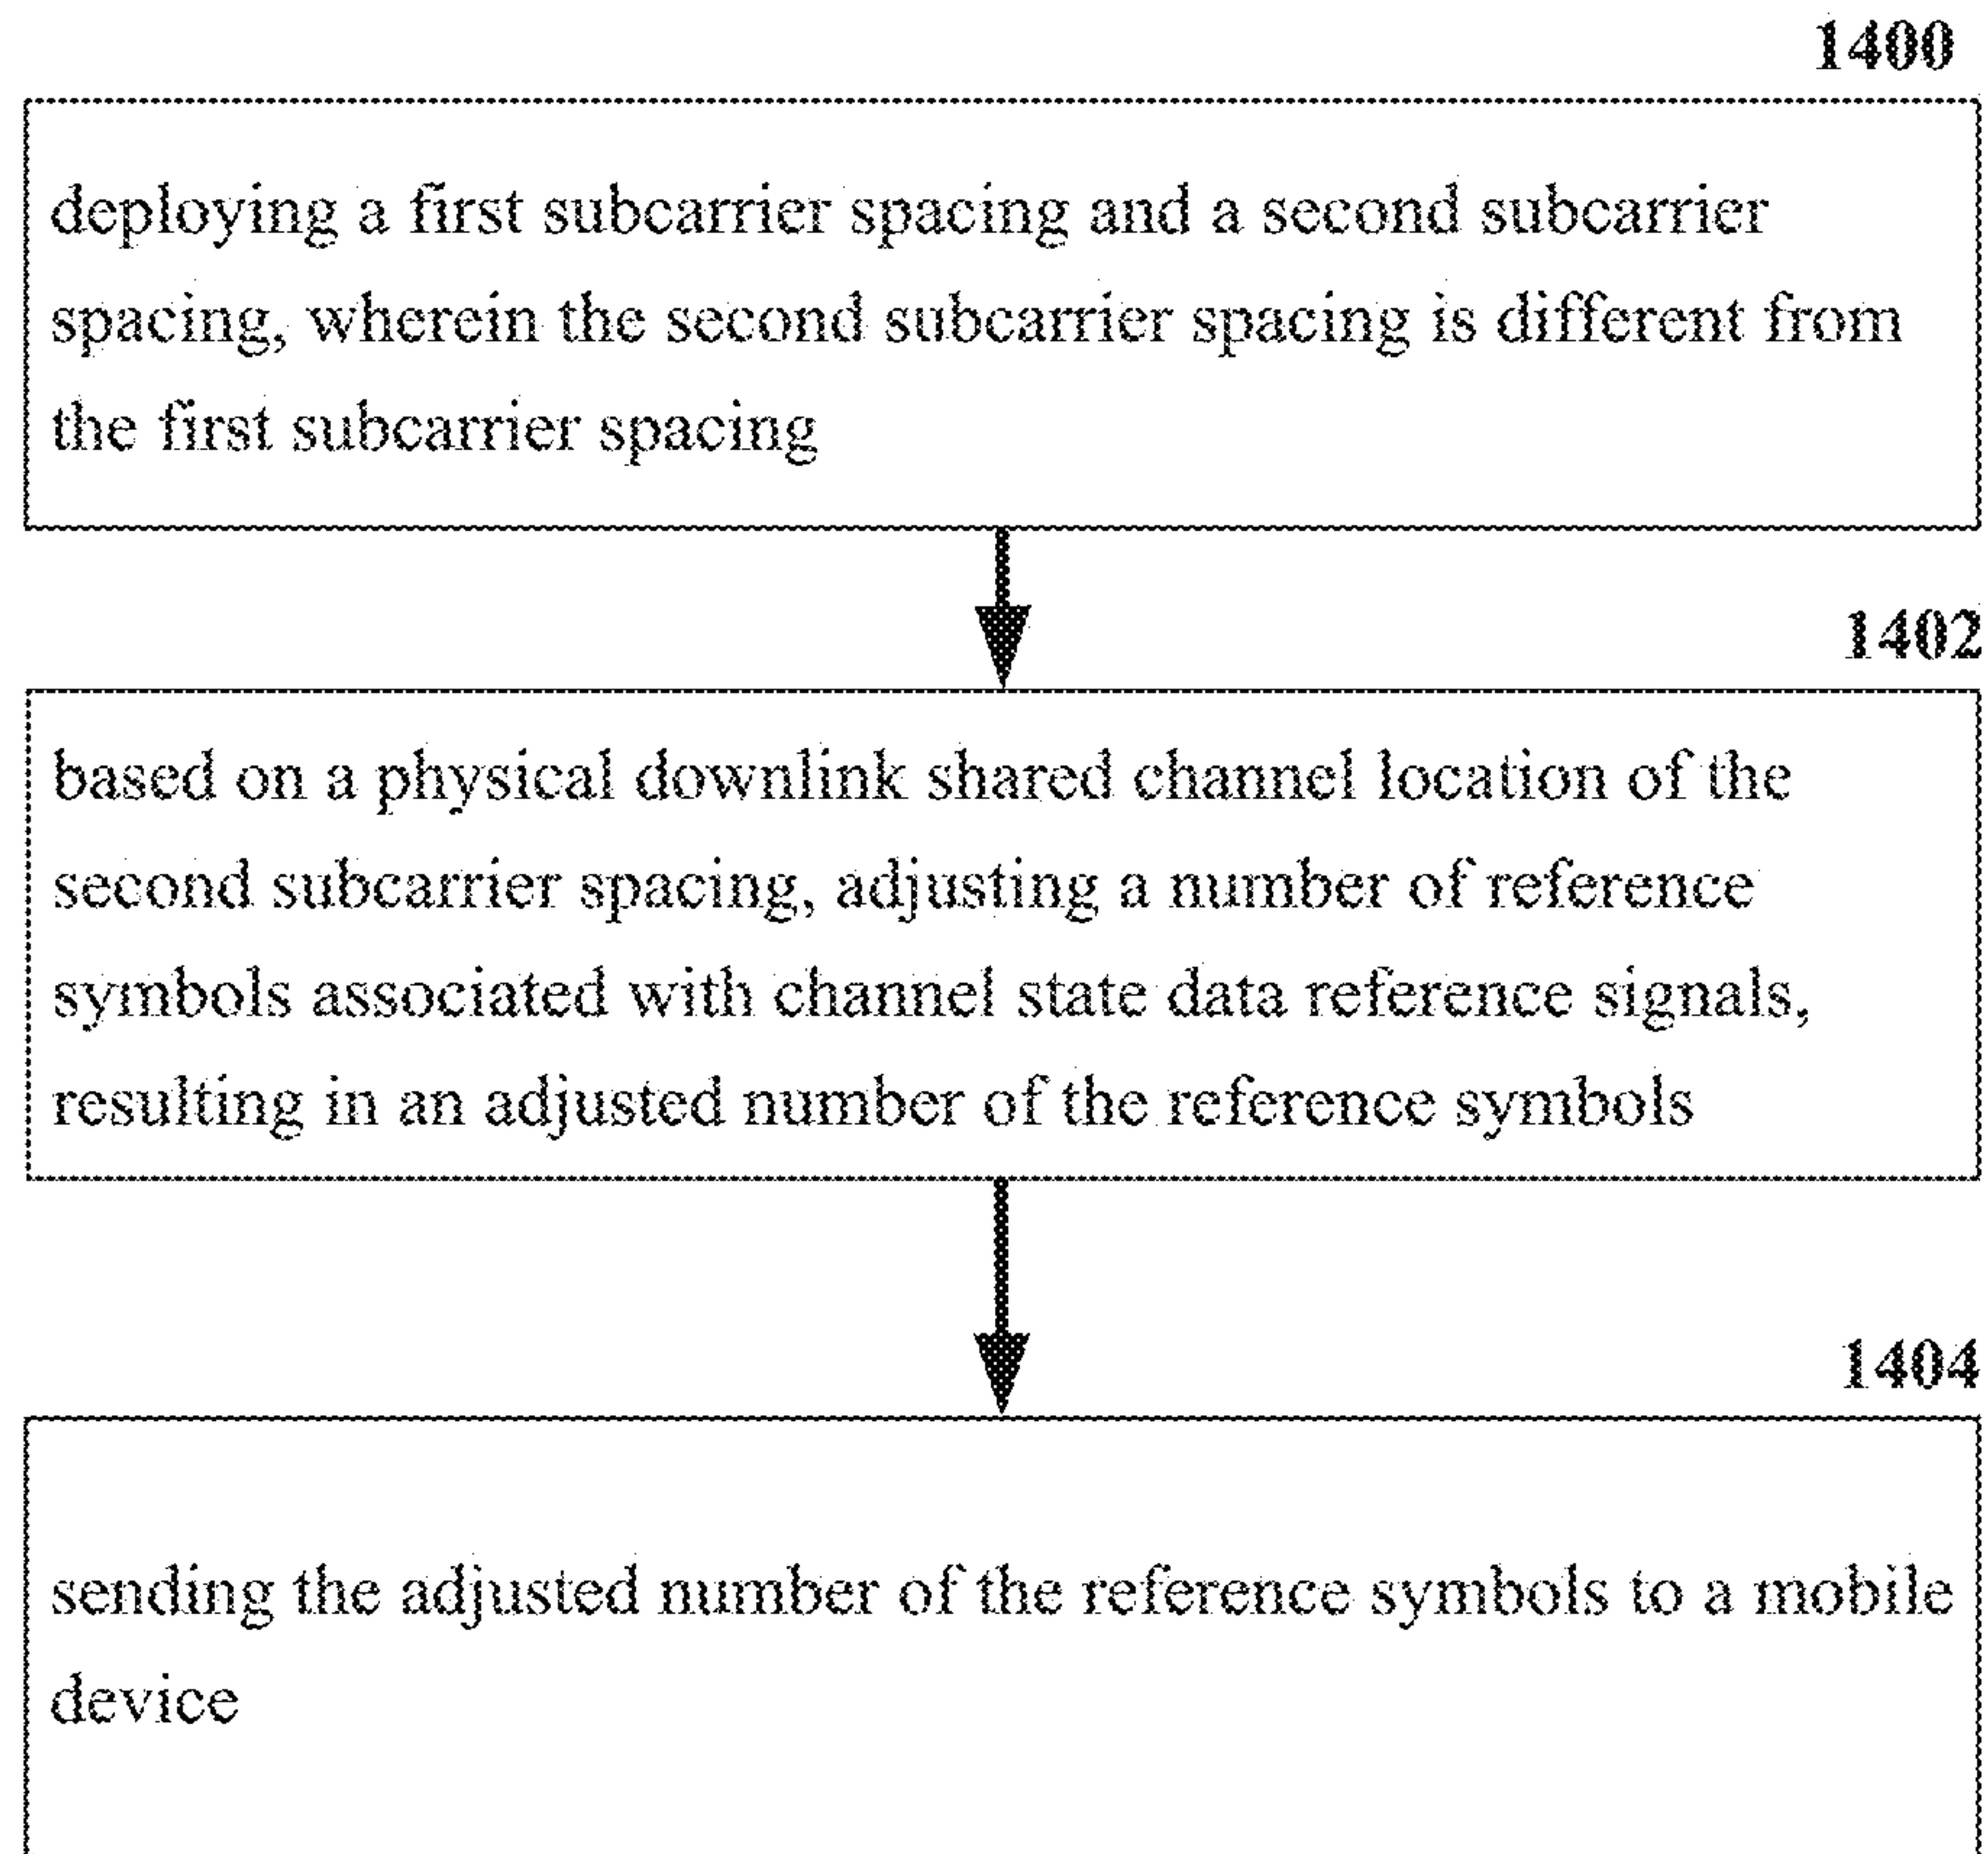 1400
deploying a first subcarrier spacing and a second subcarrier
spacing, wherein the second subcarrier spacing is different from
the first subcarrier spacing
1402
based on a physical downlink shared channel location of the
second subcarrier spacing, adjusting a number of reference
symbols associated with channel state data reference signals,
resulting in an adjusted number of the reference symbols
1404
sending the adjusted number of the reference symbols to a mobile
device